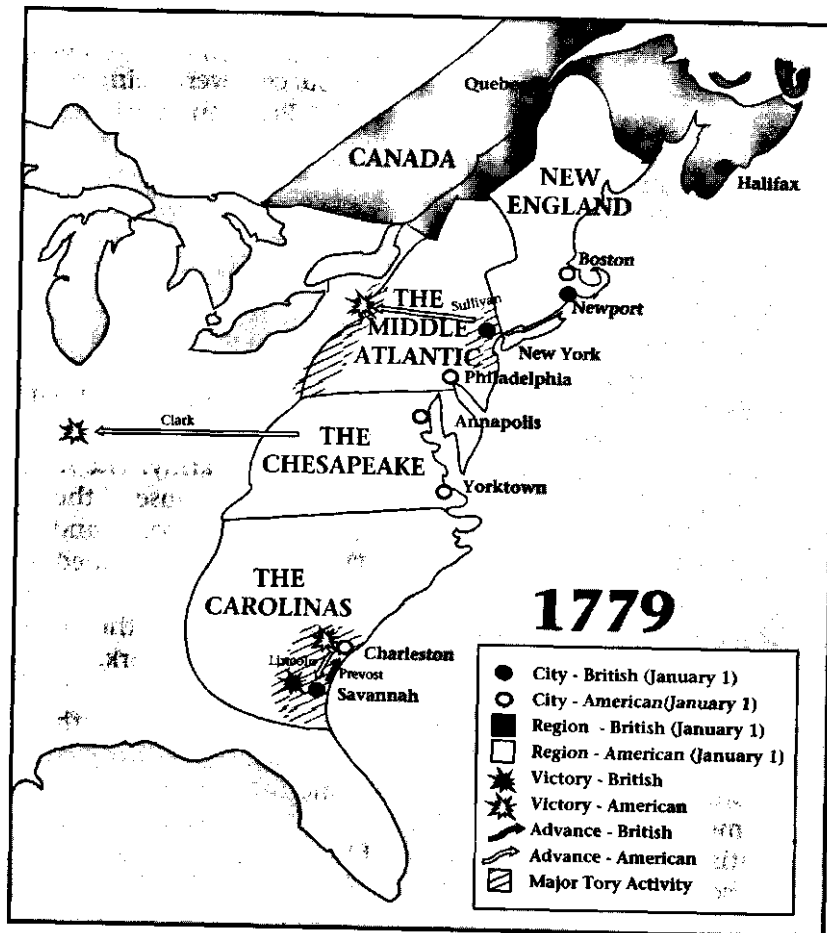 Quebec
CANADA
NEW
ENGLAND
Halifax
Boston
Newport
THE
MIDDLE
ATLANTIC
Sullivan
New York
Philadelphia
Clark
THE
CHESAPEAKE
Annapolis
Yorktown
THE
CAROLINAS
Charleston
Lincoln
Prevost
Savannah
1779
City - British (January 1)
City - American(January 1)
Region - British (January 1)
Region - American (January 1)
Victory - British
Victory - American
Advance - British
Advance - American
Major Tory Activity